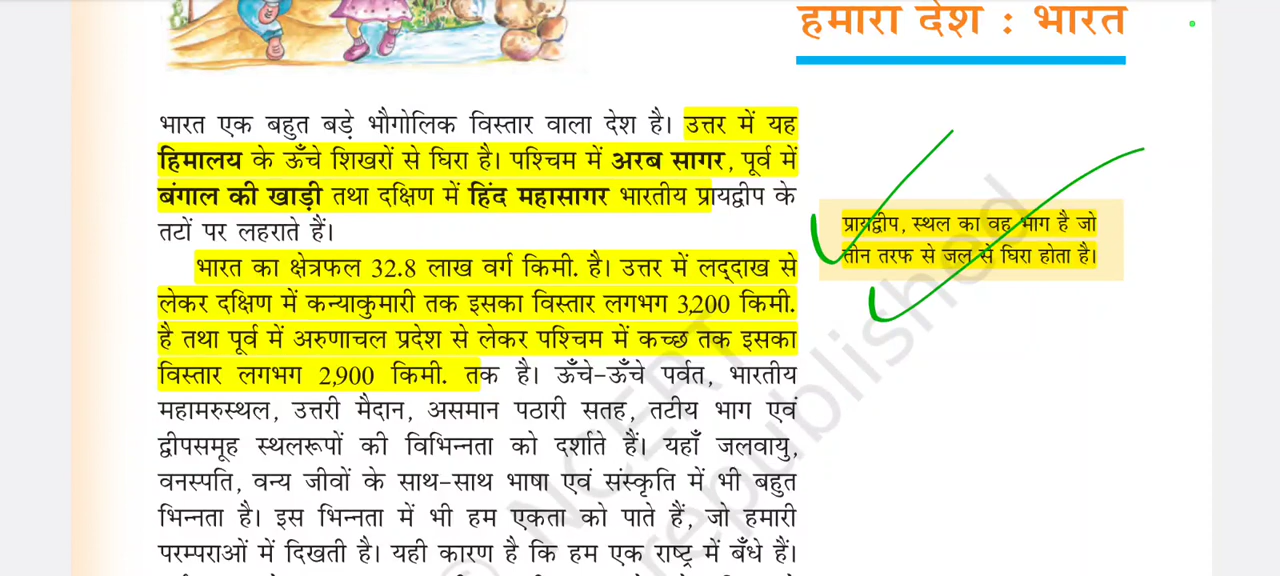 हमारा देश : भारत
भारत एक बहुत बड़े भौगोलिक विस्तार वाला देश है। उत्तर में यह
हिमालय के ऊँचे शिखरों से घिरा है। पश्चिम में अरब सागर, पूर्व में
बंगाल की खाड़ी तथा दक्षिण में हिंद महासागर भारतीय प्रायद्वीप के
तटों पर लहराते हैं।
भारत का क्षेत्रफल 32.8 लाख वर्ग किमी. है। उत्तर में लद्दाख से
लेकर दक्षिण में कन्याकुमारी तक इसका विस्तार लगभग 3,200 किमी.
है तथा पूर्व में अरुणाचल प्रदेश से लेकर पश्चिम में कच्छ तक इसका
विस्तार लगभग 2,900 किमी. तक है। ऊँचे-ऊँचे पर्वत, भारतीय
महामरुस्थल, उत्तरी मैदान, असमान पठारी सतह, तटीय भाग एवं
द्वीपसमूह स्थलरूपों की विभिन्नता को दर्शाते हैं। यहाँ जलवायु,
वनस्पति, वन्य जीवों के साथ-साथ भाषा एवं संस्कृति में भी बहुत
भिन्नता है। इस भिन्नता में भी हम एकता को पाते हैं, जो हमारी
परम्पराओं में दिखती है। यही कारण है कि हम एक राष्ट्र में बँधे हैं।
प्रायद्वीप, स्थल का वह भाग है जो
तीन तरफ से जल से घिरा होता है।
© NCERT
republished